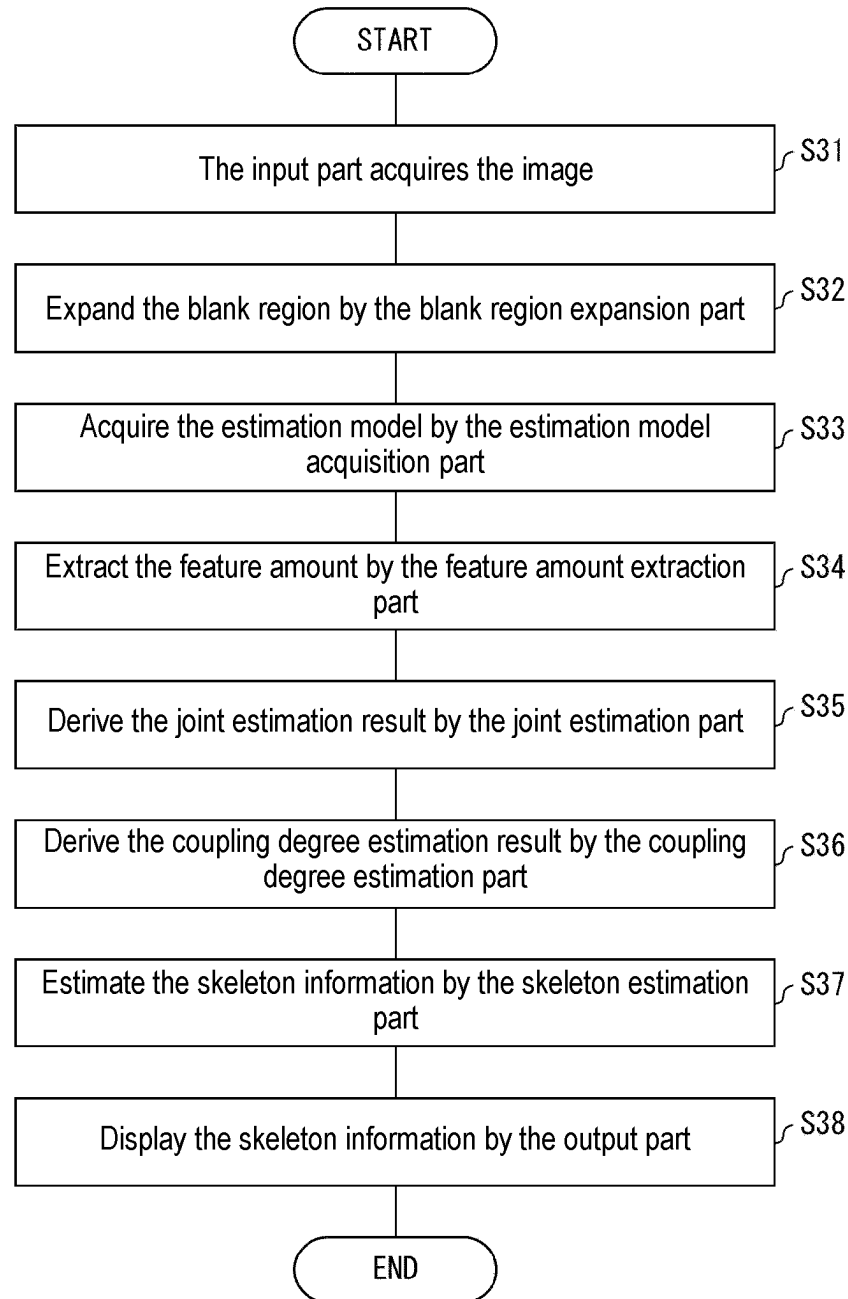 START
The input part acquires the image
S31
Expand the blank region by the blank region expansion part
S32
Acquire the estimation model by the estimation model
acquisition part
S33
Extract the feature amount by the feature amount extraction
part
S34
Derive the joint estimation result by the joint estimation part
S35
Derive the coupling degree estimation result by the coupling
degree estimation part
S36
Estimate the skeleton information by the skeleton estimation
part
S37
Display the skeleton information by the output part
S38
END